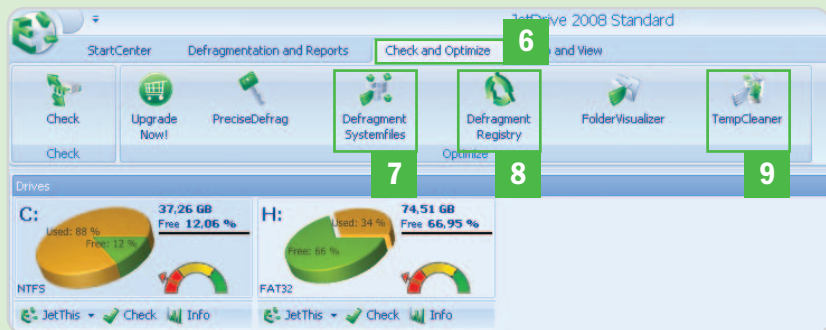 JetDrive 2008 Standard
StartCenter Defragmentation and Reports Check and Optimize 6 and View
Check Upgrade Now! PreciseDefrag Defragment Systemfiles Defragment Registry FolderVisualizer TempCleaner
Check 7 Optimize 8 9
Drives
C: 37,26 GB
Free 12,06 %
Used: 88 %
Free: 12 %
NTFS
H: 74,51 GB
Free 66,95 %
Used: 34 %
Free: 66 %
FAT32
JetThis Check Info JetThis Check Info